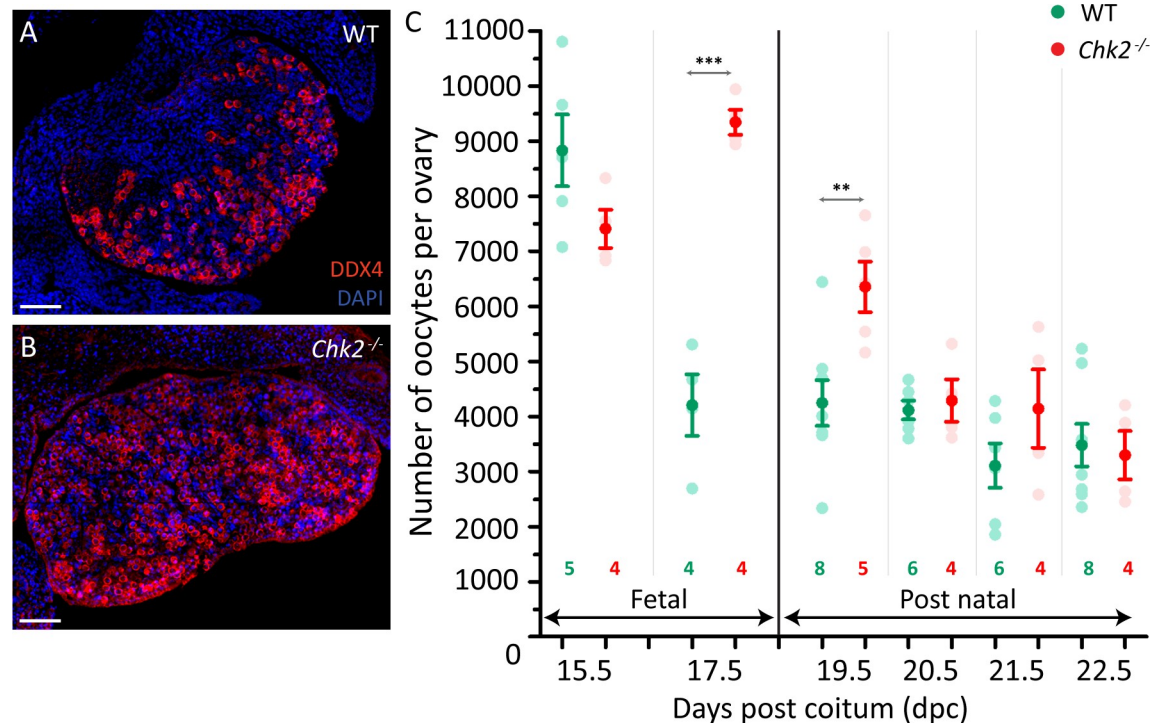 A
WT
DDX4
DAPI
B
Chk2 -/-
C
WT
Chk2 -/-
Number of oocytes per ovary
11000
10000
9000
8000
7000
6000
5000
4000
3000
2000
1000
0
***
**
5 4 4 4 8 5 6 4 6 4 8 4
Fetal Post natal
15.5 17.5 19.5 20.5 21.5 22.5
Days post coitum (dpc)